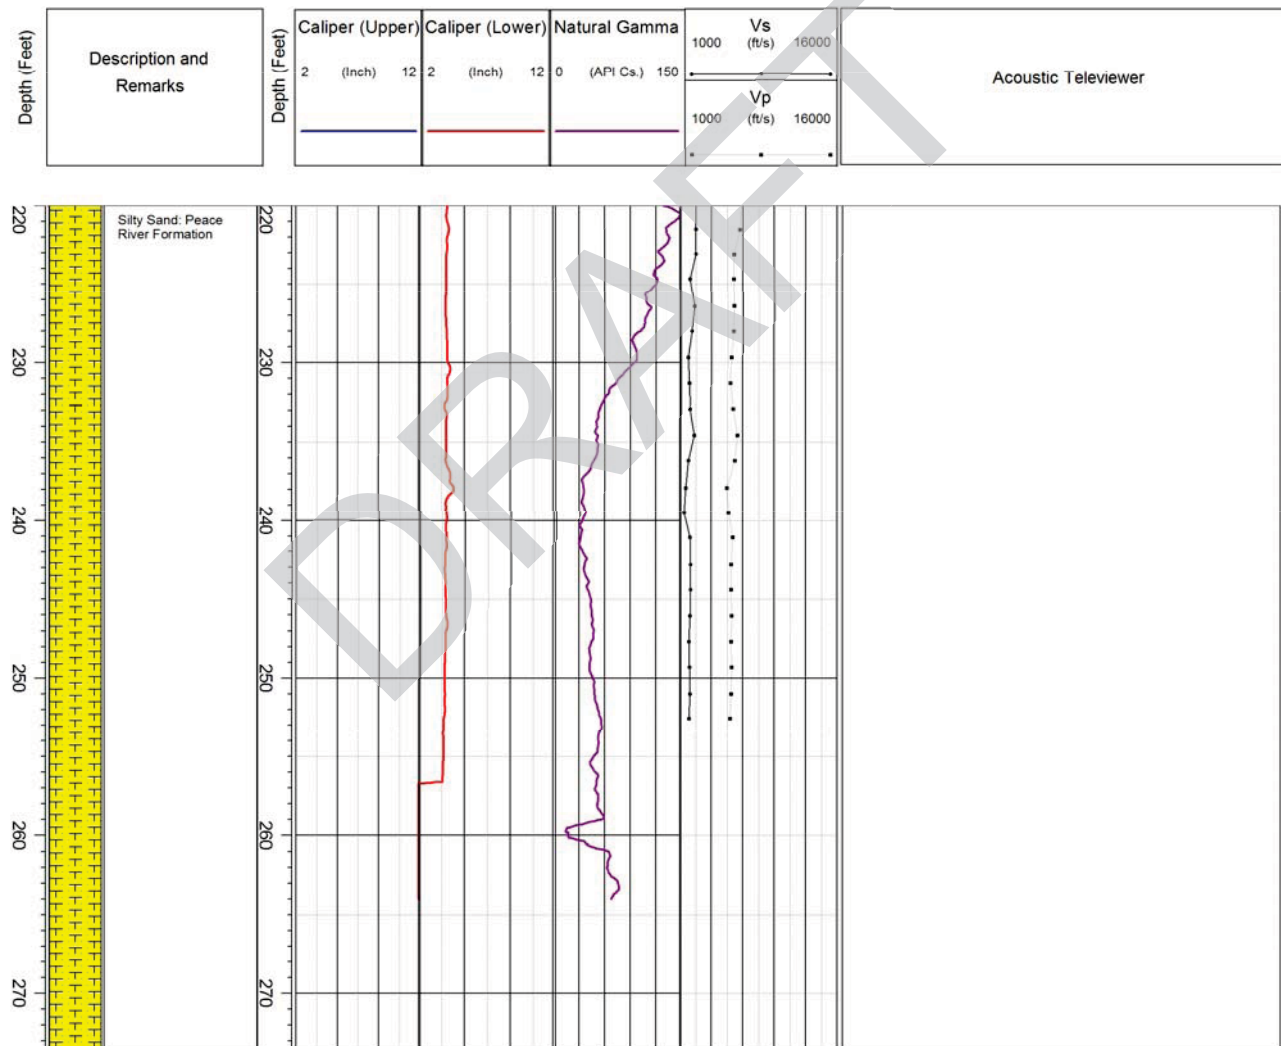 Depth (Feet)
Description and
Remarks
Depth (Feet)
Caliper (Upper)
2 (Inch) 12
Caliper (Lower)
2 (Inch) 12
Natural Gamma
0 (API Cs.) 150
Vs
1000 (ft/s) 16000
Vp
1000 (ft/s) 16000
Acoustic Televiewer
Silty Sand: Peace
River Formation
220
230
240
250
260
270
220
230
240
250
260
270
DRAFT